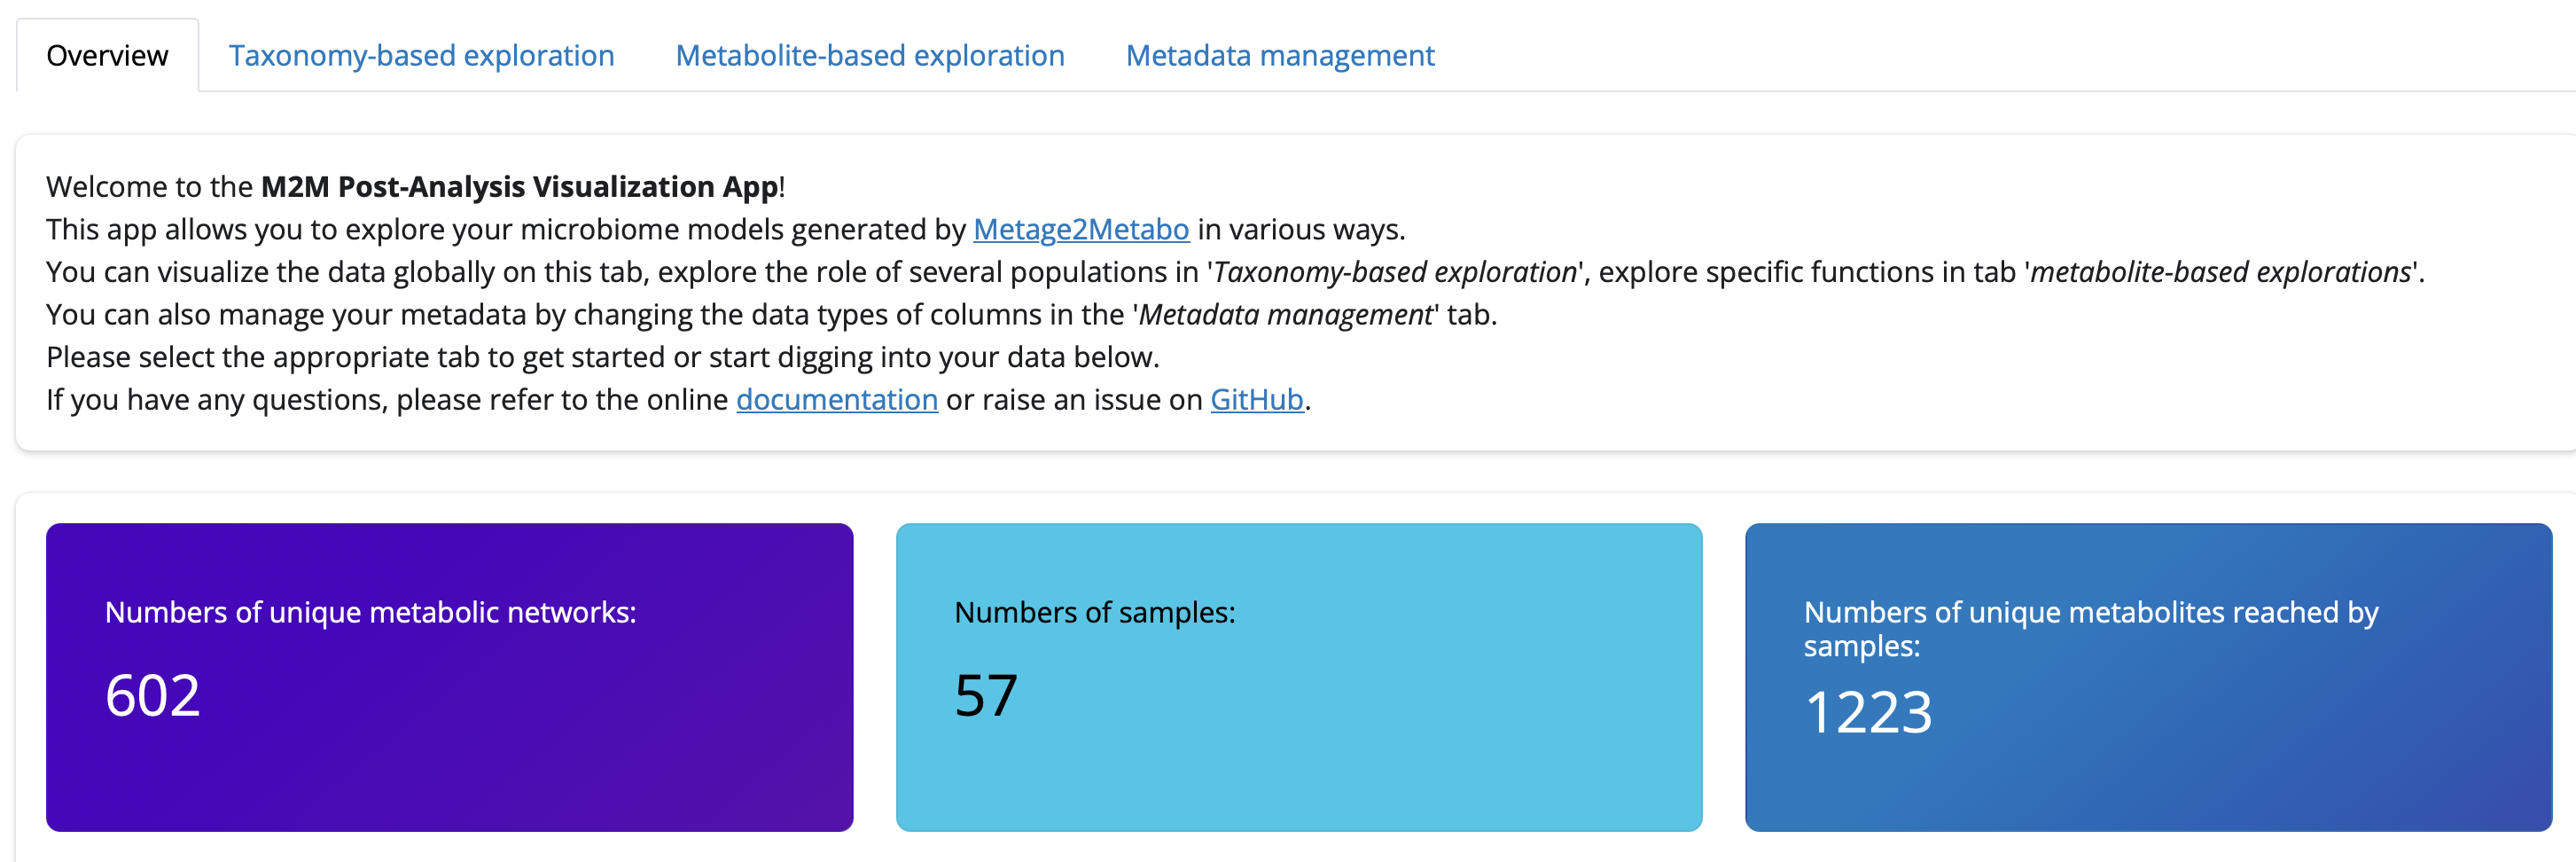 Overview Taxonomy-based exploration Metabolite-based exploration Metadata management
Welcome to the M2M Post-Analysis Visualization App!
This app allows you to explore your microbiome models generated by Metage2Metabo in various ways.
You can visualize the data globally on this tab, explore the role of several populations in 'Taxonomy-based exploration', explore specific functions in tab 'metabolite-based explorations'.
You can also manage your metadata by changing the data types of columns in the 'Metadata management' tab.
Please select the appropriate tab to get started or start digging into your data below.
If you have any questions, please refer to the online documentation or raise an issue on GitHub.
Numbers of unique metabolic networks:
602
Numbers of samples:
57
Numbers of unique metabolites reached by
samples:
1223